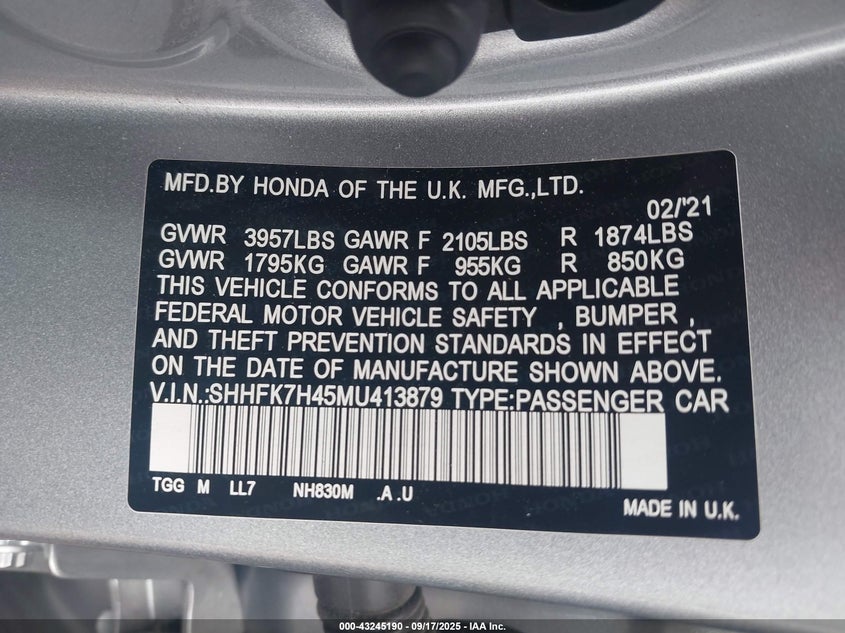 MFD.BY HONDA OF THE U.K. MFG.,LTD.
02/'21
GVWR 3957LBS GAWR F 2105LBS R 1874LBS
GVWR 1795KG GAWR F 955KG R 850KG
THIS VEHICLE CONFORMS TO ALL APPLICABLE
FEDERAL MOTOR VEHICLE SAFETY , BUMPER ,
AND THEFT PREVENTION STANDARDS IN EFFECT
ON THE DATE OF MANUFACTURE SHOWN ABOVE.
V.I.N.:SHHFK7H45MU413879 TYPE:PASSENGER CAR
TGG M LL7 NH830M .A .U
MADE IN U.K.
000-43245190 - 09/17/2025 - IAA Inc.